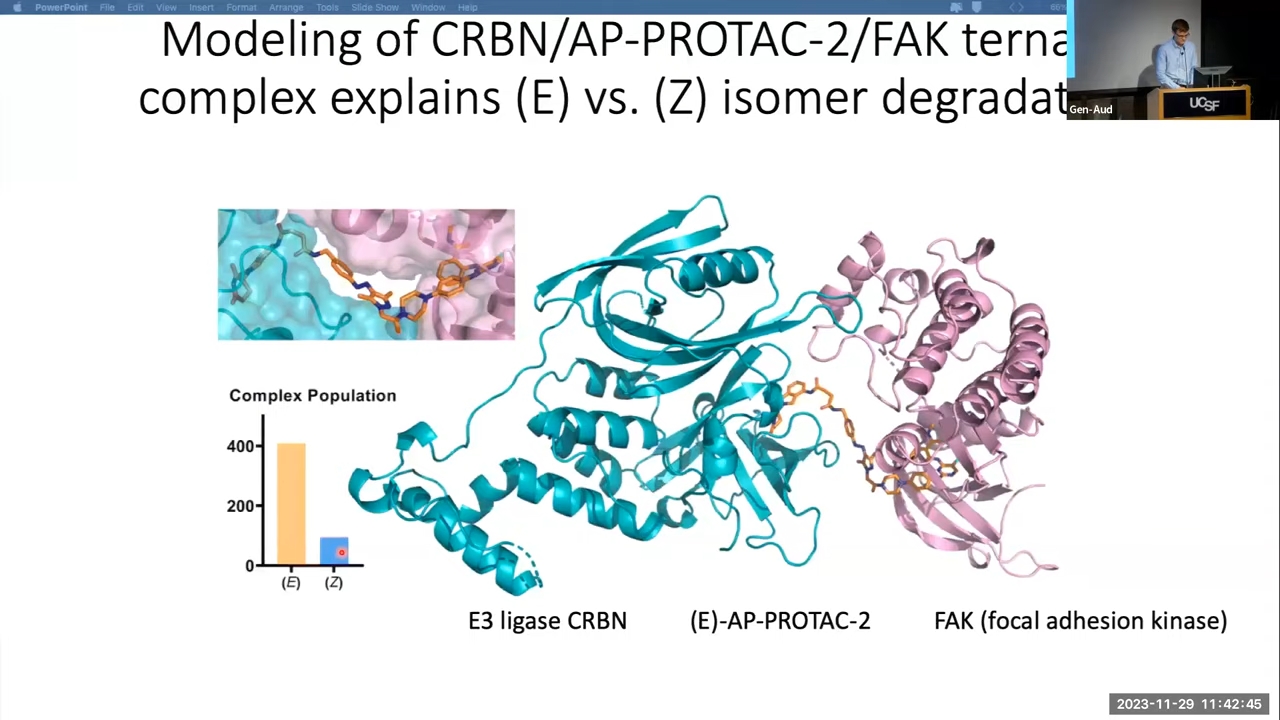 PowerPoint File Edit View Insert Format Arrange Tools Slide Show Window Help
Modeling of CRBN/AP-PROTAC-2/FAK terna
complex explains (E) vs. (Z) isomer degradat
Gen-Aud
UCSF
Complex Population
400
200
0
(E) (Z)
E3 ligase CRBN (E)-AP-PROTAC-2 FAK (focal adhesion kinase)
2023-11-29 11:42:45